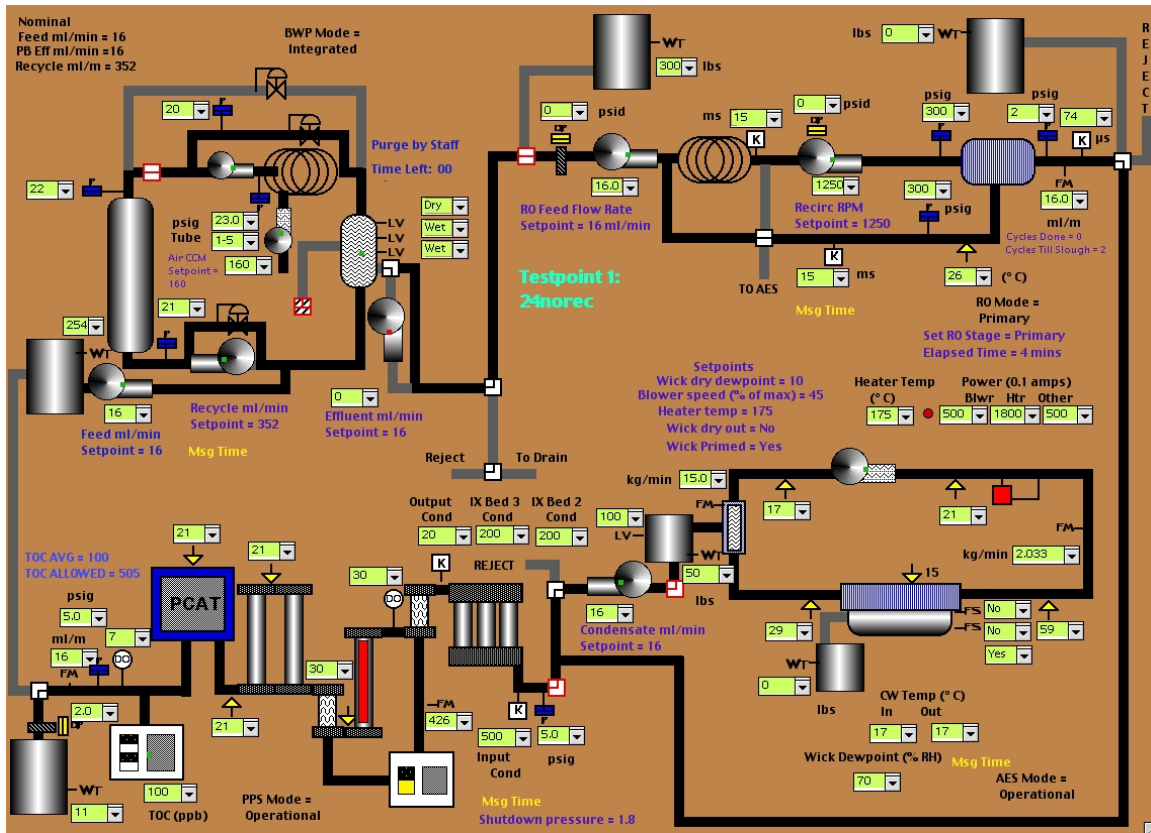 Nominal
Feed ml/min = 16
PB Eff ml/min =16
Recycle ml/m = 352
BWP Mode =
Integrated
20
22
psig
23.0
Tube
1-5
Air CCM
Setpoint =
160
160
21
254
WT
16
Feed ml/min
Setpoint = 16
Recycle ml/min
Setpoint = 352
Msg Time
Purge by Staff
Time Left: 00
Dry
LV
Wet
LV
Wet
LV
0
Effluent ml/min
Setpoint = 16
WT
300 lbs
0 psid
DP
16.0
RO Feed Flow Rate
Setpoint = 16 ml/min
ms 15
K
0 psid
DP
1250
Recirc RPM
Setpoint = 1250
lbs 0 WT
psig
300
psig
2
74
K µs
REJECT
300
psig
FM
16.0
ml/m
Cycles Done = 0
Cycles Till Slough = 2
TO AES
K
15 ms
Msg Time
26 (°C)
RO Mode =
Primary
Set RO Stage = Primary
Elapsed Time = 4 mins
Testpoint 1:
24norec
Setpoints
Wick dry dewpoint = 10
Blower speed (% of max) = 45
Heater temp = 175
Wick dry out = No
Wick Primed = Yes
Heater Temp
(°C)
175
Power (0.1 amps)
Blwr Htr Other
500 1800 500
Reject To Drain
kg/min 15.0
FM
17
21
FM
kg/min 2.033
15
FS No
FS No
Yes
29
59
WT
0
lbs
CW Temp (°C)
In Out
17 17
Wick Dewpoint (% RH)
70
Msg Time
AES Mode =
Operational
100
LV
WT
50
lbs
16
Condensate ml/min
Setpoint = 16
Output
Cond
20
IX Bed 3
Cond
200
IX Bed 2
Cond
200
K
REJECT
K
500
Input
Cond
P
5.0
psig
30
DO
30
FM
426
Msg Time
Shutdown pressure = 1.8
21
21
21
PCAT
TOC AVG = 100
TOC ALLOWED = 505
psig
5.0
ml/m
16
7
DO
FM
2.0
DP
WT
11
100
TOC (ppb)
PPS Mode =
Operational